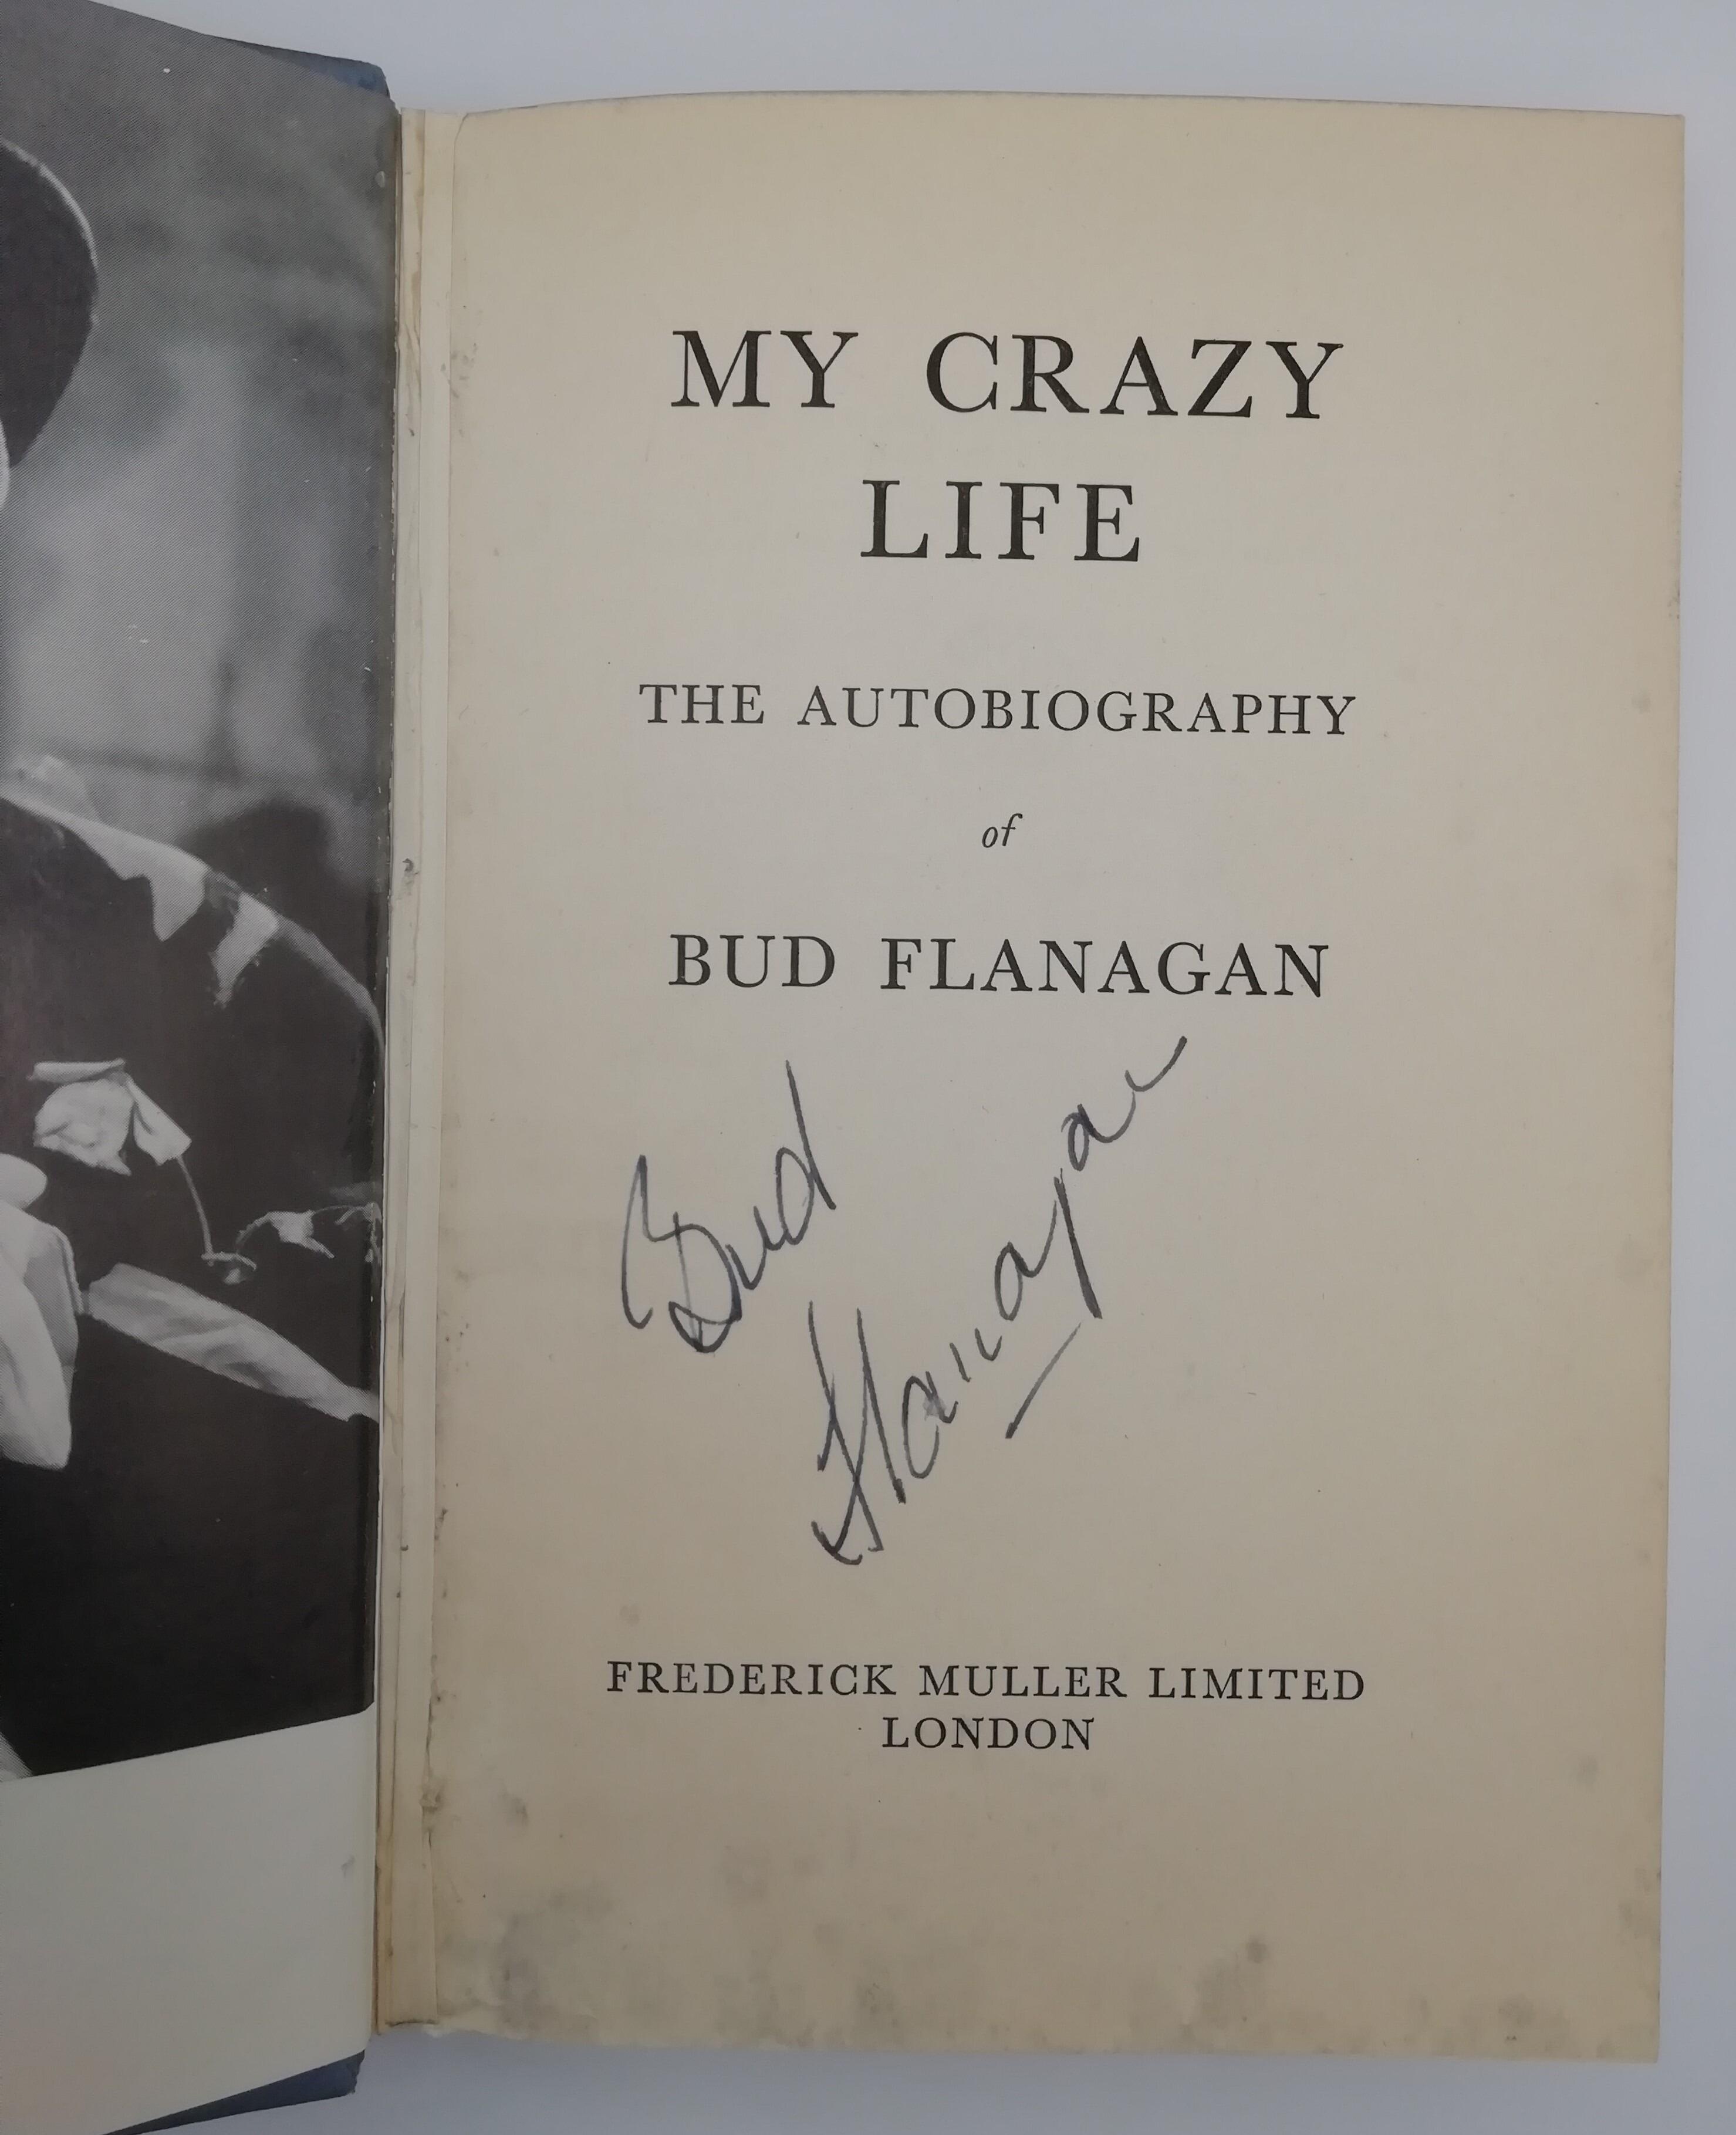 MY CRAZY
LIFE
THE AUTOBIOGRAPHY
of
BUD FLANAGAN
Bud
Flanagan
FREDERICK MULLER LIMITED
LONDON